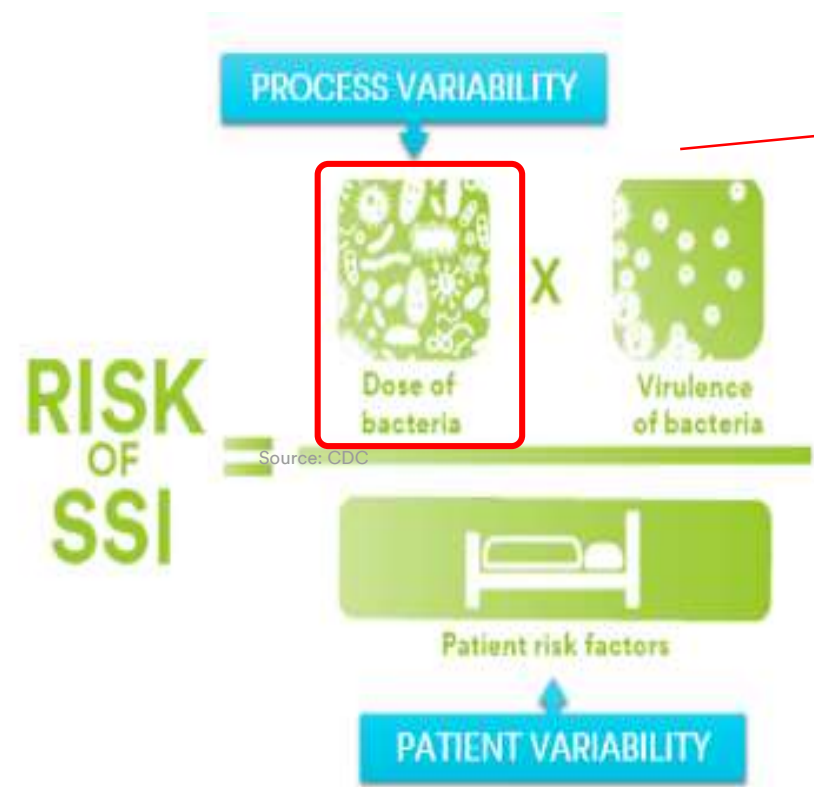 PROCESS VARIABILITY
X
Dose of
bacteria
Virulence
of bacteria
RISK
OF
SSI
=
Source: CDC
Patient risk factors
PATIENT VARIABILITY